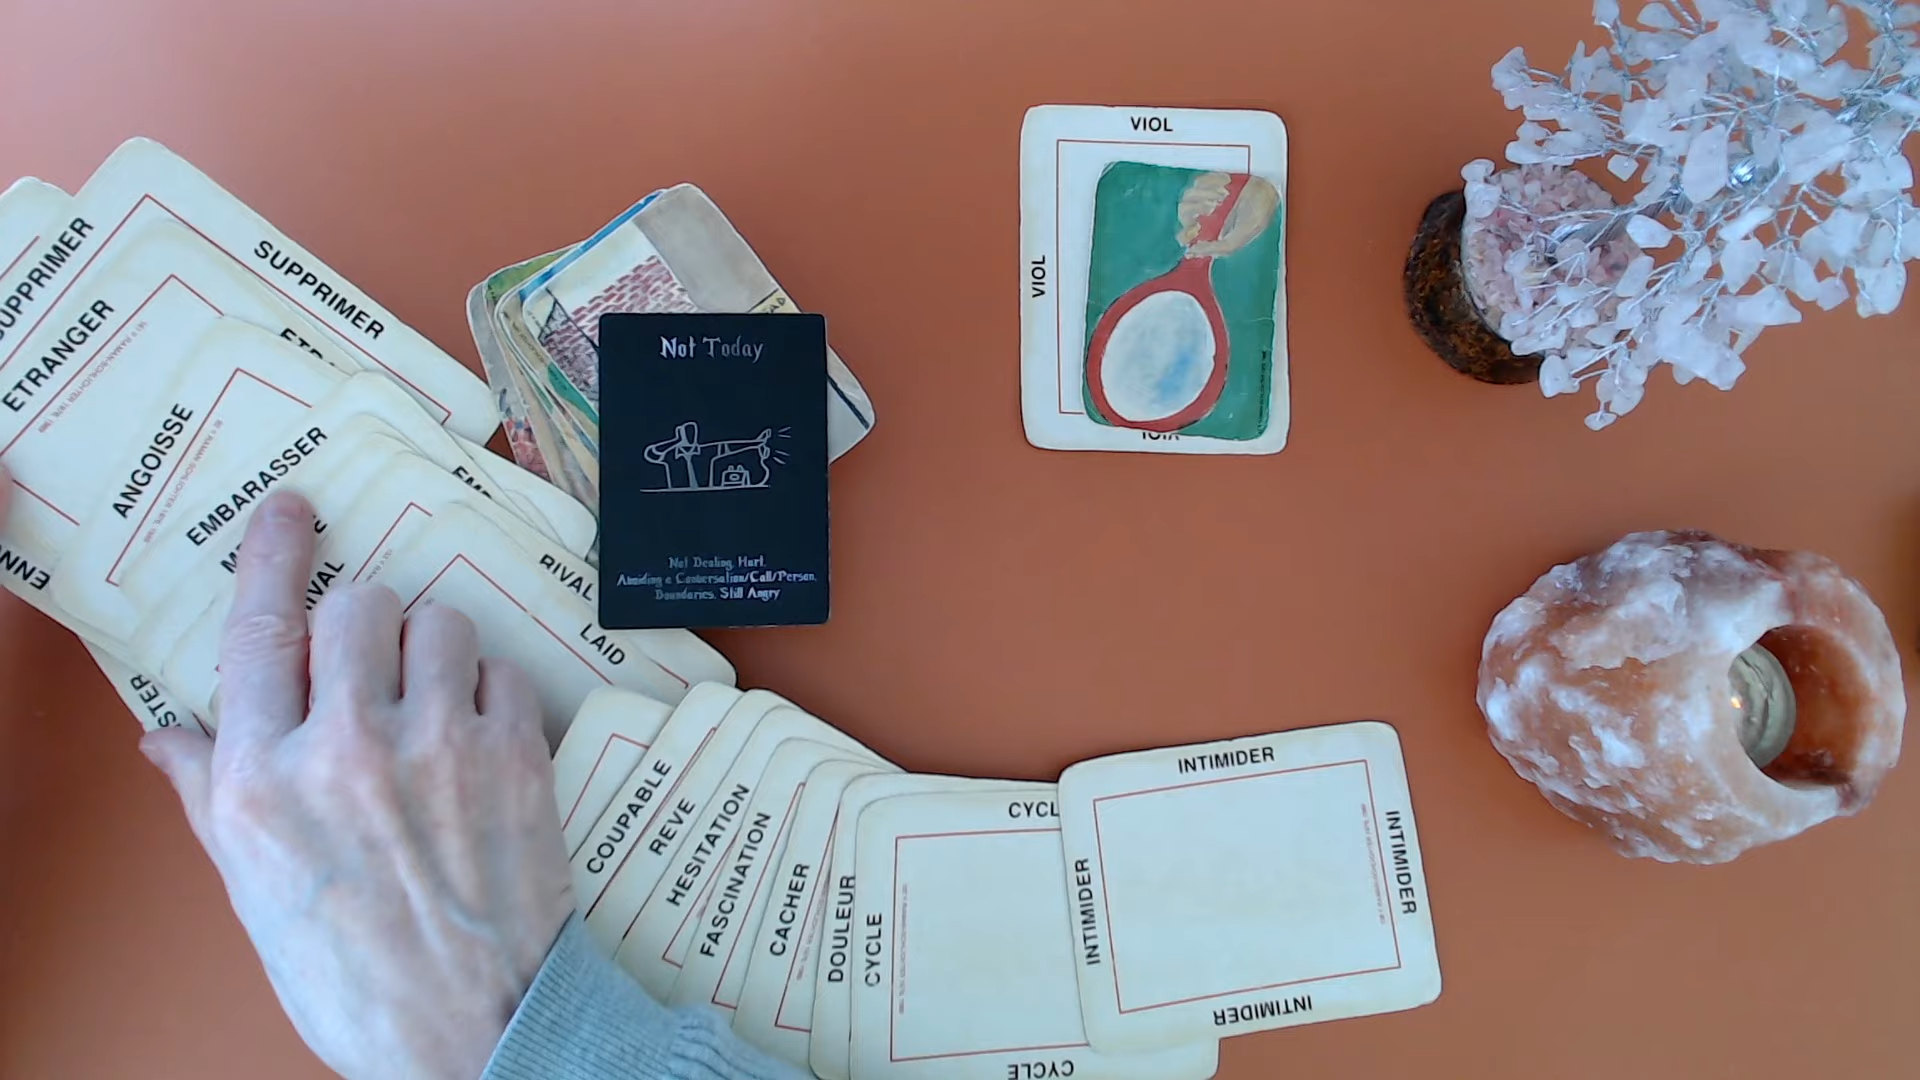 VIOL
VIOL
VIOL
SUPPRIMER
SUPPRIMER
ETRANGER
ANGOISSE
EMBARASSER
RIVAL
LAID
Not Today
Not Dealing, Hurt,
Avoiding a Conversation/Call/Person,
Boundaries, Still Angry
COUPABLE
REVE
HESITATION
FASCINATION
CACHER
DOULEUR
CYCLE
CYCLE
INTIMIDER
INTIMIDER
INTIMIDER
INTIMIDER